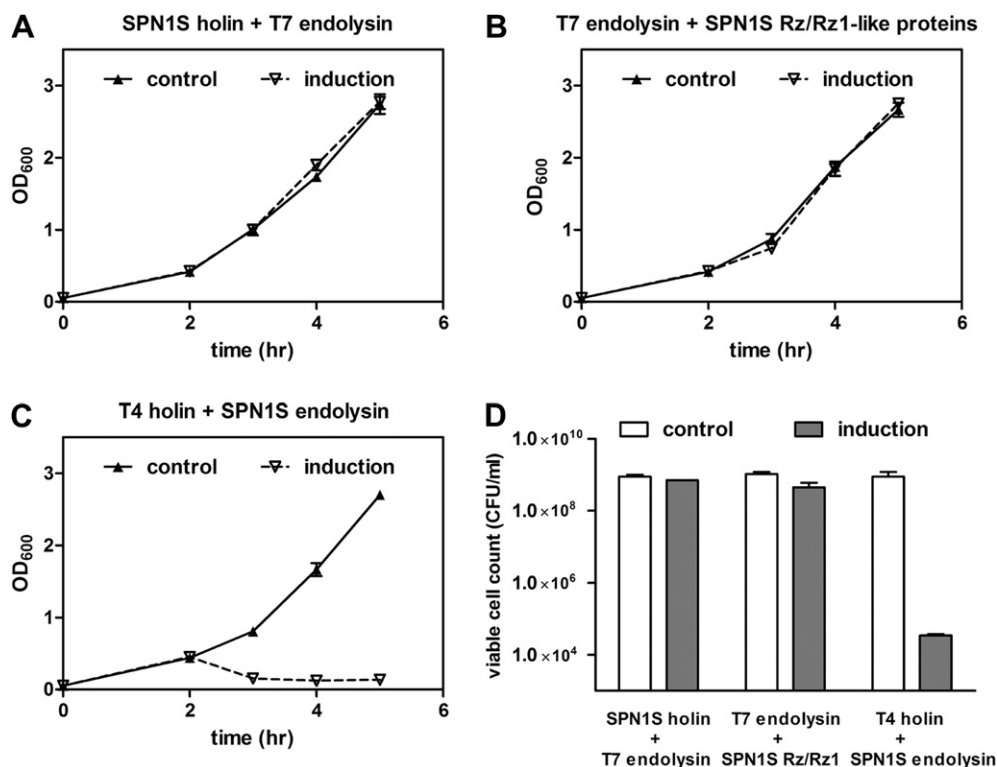 A
SPN1S holin + T7 endolysin
control
induction
3
2
1
0
OD600
0
2
4
6
time (hr)
B
T7 endolysin + SPN1S Rz/Rz1-like proteins
control
induction
3
2
1
0
OD600
0
2
4
6
time (hr)
C
T4 holin + SPN1S endolysin
control
induction
3
2
1
0
OD600
0
2
4
6
time (hr)
D
control
induction
1.0×10^10
1.0×10^8
1.0×10^6
1.0×10^4
viable cell count (CFU/ml)
SPN1S holin
+
T7 endolysin
T7 endolysin
+
SPN1S Rz/Rz1
T4 holin
+
SPN1S endolysin